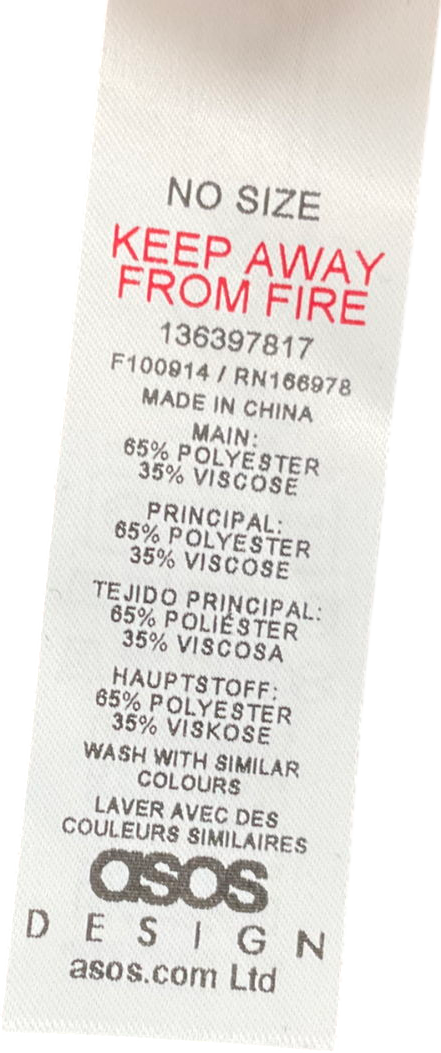 NO SIZE
KEEP AWAY
FROM FIRE
136397817
F100914 / RN166978
MADE IN CHINA
MAIN:
65% POLYESTER
35% VISCOSE
PRINCIPAL:
65% POLYESTER
35% VISCOSE
TEJIDO PRINCIPAL:
65% POLIÉSTER
35% VISCOSA
HAUPTSTOFF:
65% POLYESTER
35% VISKOSE
WASH WITH SIMILAR
COLOURS
LAVER AVEC DES
COULEURS SIMILAIRES
asos
DESIGN
asos.com Ltd